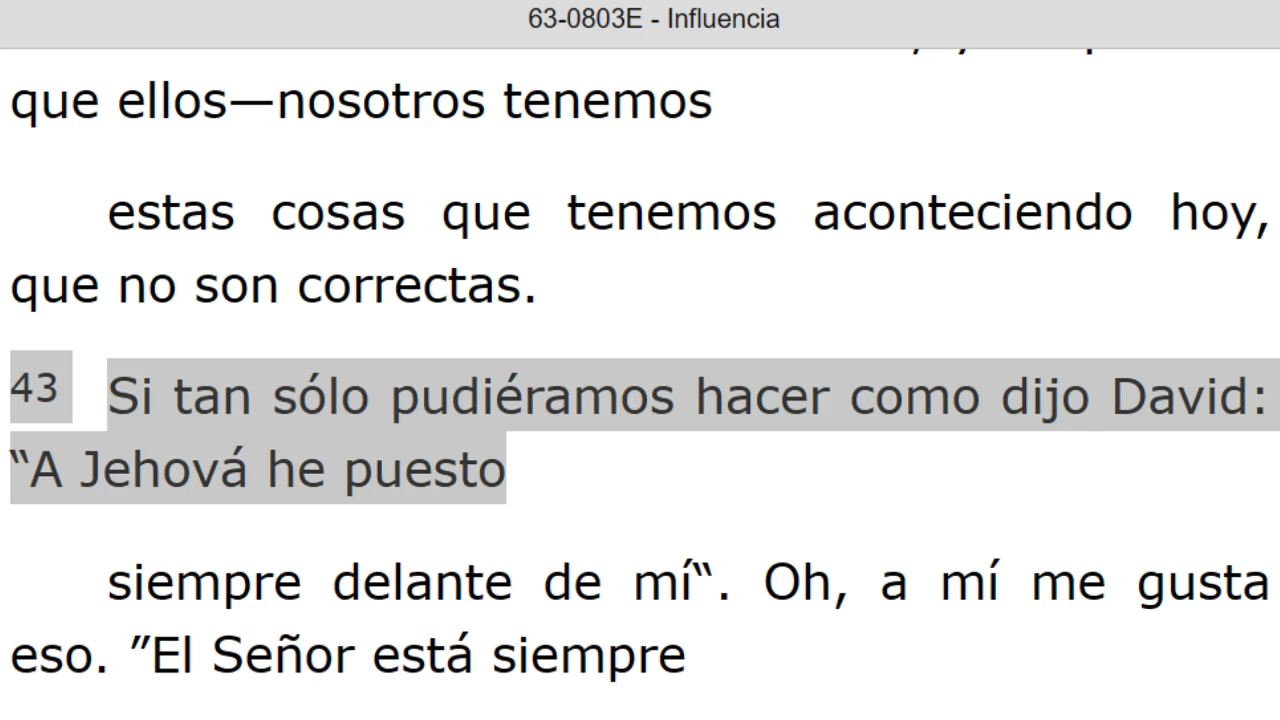 63-0803E - Influencia
que ellos—nosotros tenemos
estas cosas que tenemos aconteciendo hoy,
que no son correctas.
43 Si tan sólo pudiéramos hacer como dijo David:
“A Jehová he puesto
siempre delante de mí“. Oh, a mí me gusta
eso. ”El Señor está siempre